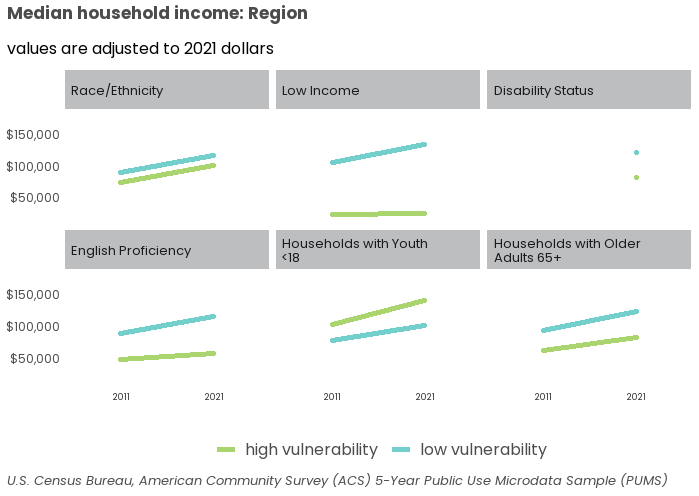 Median household income: Region
values are adjusted to 2021 dollars
Race/Ethnicity
Low Income
Disability Status
$150,000
$100,000
$50,000
English Proficiency
Households with Youth
<18
Households with Older
Adults 65+
$150,000
$100,000
$50,000
2011
2021
2011
2021
2011
2021
high vulnerability
low vulnerability
U.S. Census Bureau, American Community Survey (ACS) 5-Year Public Use Microdata Sample (PUMS)